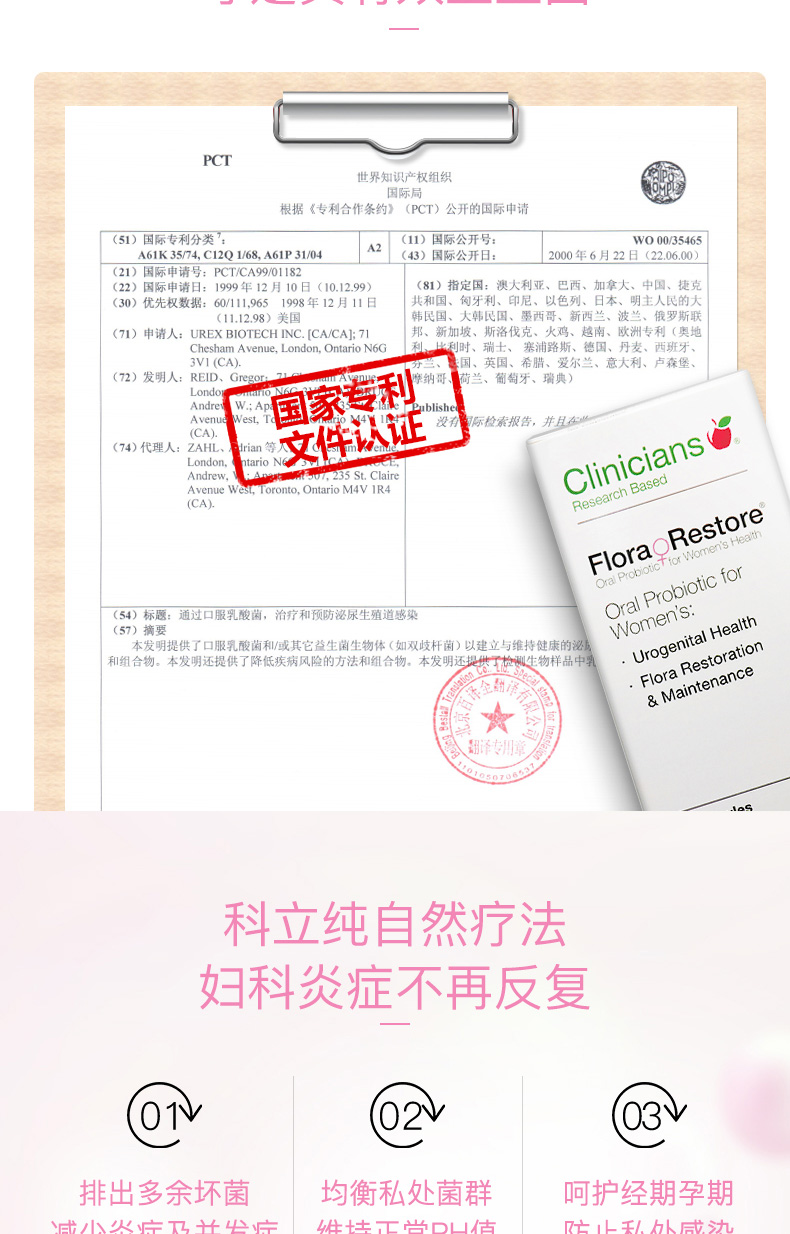 PCT
世界知识产权组织
国际局
根据《专利合作条约》（PCT）公开的国际申请
(51) 国际专利分类 7:
A61K 35/74, C12Q 1/68, A61P 31/04
A2
(11) 国际公开号:
WO 00/35465
(43) 国际公开日:
2000 年 6 月 22 日 (22.06.00)
(21) 国际申请号: PCT/CA99/01182
(22) 国际申请日: 1999 年 12 月 10 日（10.12.99）
(30) 优先权数据: 60/111,965 1998 年 12 月 11 日
（11.12.98）美国
(71) 申请人: UREX BIOTECH INC. [CA/CA]; 71
Chesham Avenue, London, Ontario N6G
3V1 (CA).
(72) 发明人: REID、Gregor; 71 Chesham Avenue
Andrew, W.;
Avenue West,
(CA).
(74) 代理人: ZAHL、Adrian 等人
London, Ontario N6G 3V1 (CA)
Andrew, W.; 507, 235 St. Claire
Avenue West, Toronto, Ontario M4V 1R4
(CA).
(81) 指定国: 澳大利亚、巴西、加拿大、中国、捷克
共和国、匈牙利、印尼、以色列、日本、明主人民的大
韩民国、大韩民国、墨西哥、新西兰、波兰、俄罗斯联
邦、新加坡、斯洛伐克、火鸡、越南、欧洲专利（奥地
利、比利时、瑞士、塞浦路斯、德国、丹麦、西班牙、
芬兰、法国、英国、希腊、爱尔兰、意大利、卢森堡、
摩纳哥、荷兰、葡萄牙、瑞典）
Published
没有国际检索报告，并且在
国家专利
文件认证
(54) 标题: 通过口服乳酸菌，治疗和预防泌尿生殖道感染
(57) 摘要
本发明提供了口服乳酸菌和/或其它益生菌生物体（如双歧杆菌）以建立与维持健康的泌尿
和组合物。本发明还提供了降低疾病风险的方法和组合物。本发明还提供了检测生物样品中乳
北京百译全翻译有限公司
翻译专用章
Clinicians
Research Based
Flora Restore
Oral Probiotic for Women's Health
Oral Probiotic for
Women's:
· Urogenital Health
· Flora Restoration
& Maintenance
科立纯自然疗法
妇科炎症不再反复
01
02
03
排出多余坏菌
均衡私处菌群
呵护经期孕期
减少炎症及并发症
维持正常PH值
防止私处感染